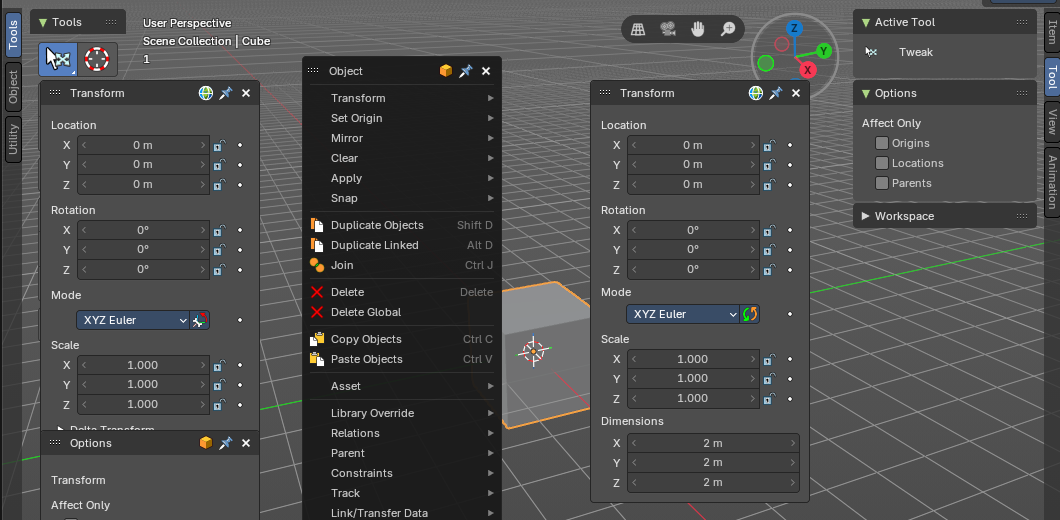 Tools
Object
Utility
Tools
User Perspective
Scene Collection | Cube
1
Transform
Location
X 0 m
Y 0 m
Z 0 m
Rotation
X 0°
Y 0°
Z 0°
Mode
XYZ Euler
Scale
X 1.000
Y 1.000
Z 1.000
Delta Transform
Options
Transform
Affect Only
Object
Transform
Set Origin
Mirror
Clear
Apply
Snap
Duplicate Objects Shift D
Duplicate Linked Alt D
Join Ctrl J
Delete Delete
Delete Global
Copy Objects Ctrl C
Paste Objects Ctrl V
Asset
Library Override
Relations
Parent
Constraints
Track
Link/Transfer Data
Z
Y
X
Transform
Location
X 0 m
Y 0 m
Z 0 m
Rotation
X 0°
Y 0°
Z 0°
Mode
XYZ Euler
Scale
X 1.000
Y 1.000
Z 1.000
Dimensions
X 2 m
Y 2 m
Z 2 m
Active Tool
Tweak
Options
Affect Only
Origins
Locations
Parents
Workspace
Item
Tool
View
Animation